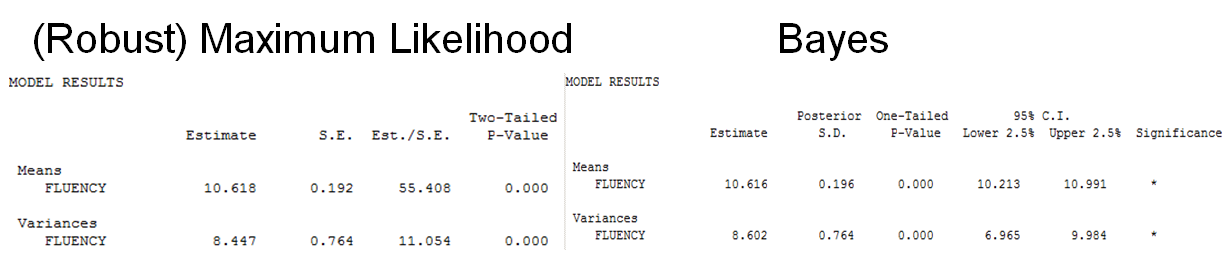 (Robust) Maximum Likelihood
MODEL RESULTS
Two-Tailed
Estimate S.E. Est./S.E. P-Value
Means
FLUENCY 10.618 0.192 55.408 0.000
Variances
FLUENCY 8.447 0.764 11.054 0.000
Bayes
MODEL RESULTS
Posterior One-Tailed 95% C.I.
Estimate S.D. P-Value Lower 2.5% Upper 2.5% Significance
Means
FLUENCY 10.616 0.196 0.000 10.213 10.991 *
Variances
FLUENCY 8.602 0.764 0.000 6.965 9.984 *